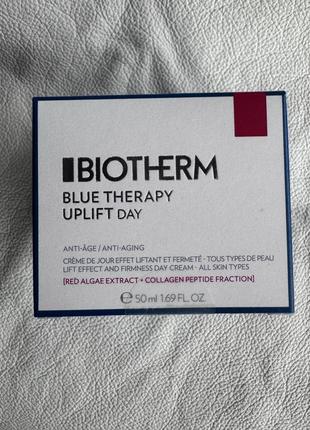 BIOTHERM
BLUE THERAPY
UPLIFT DAY
ANTI-ÂGE / ANTI-AGING
CRÈME DE JOUR EFFET LIFTANT ET FERMETÉ - TOUS TYPES DE PEAU
LIFT EFFECT AND FIRMNESS DAY CREAM - ALL SKIN TYPES
[RED ALGAE EXTRACT + COLLAGEN PEPTIDE FRACTION]
℮ 50 ml 1.69 FL. OZ.